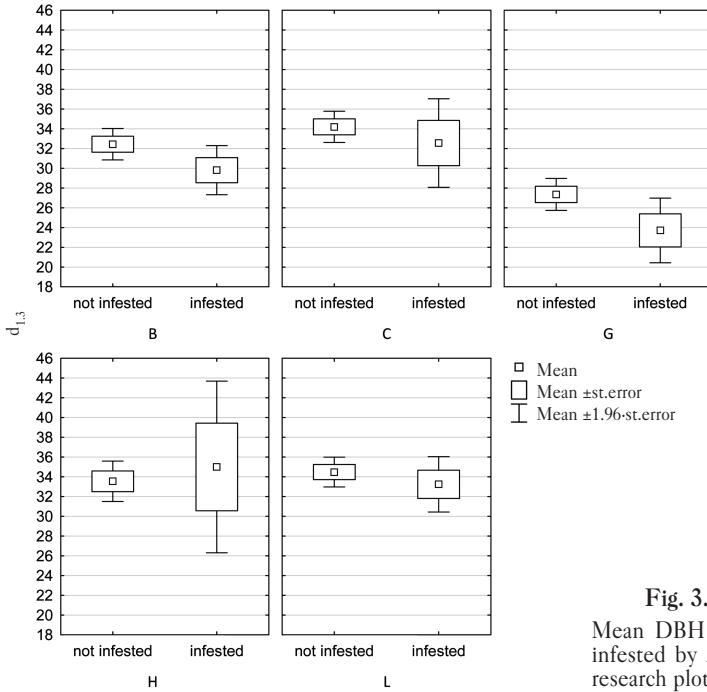 46
44
42
40
38
36
34
32
30
28
26
24
22
20
18
not infested infested not infested infested not infested infested
B C G
d1.3
46
44
42
40
38
36
34
32
30
28
26
24
22
20
18
not infested infested not infested infested
H L
Mean
Mean ±st.error
Mean ±1.96·st.error
Fig. 3.
Mean DBH
infested by
research plot